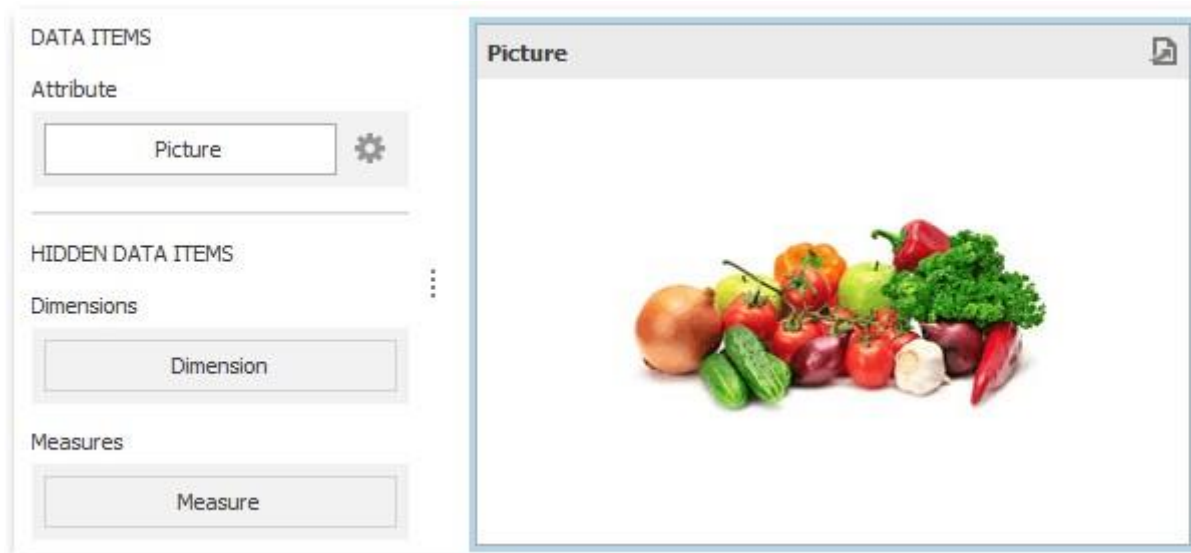 DATA ITEMS
Attribute
Picture
HIDDEN DATA ITEMS
Dimensions
Dimension
Measures
Measure
Picture